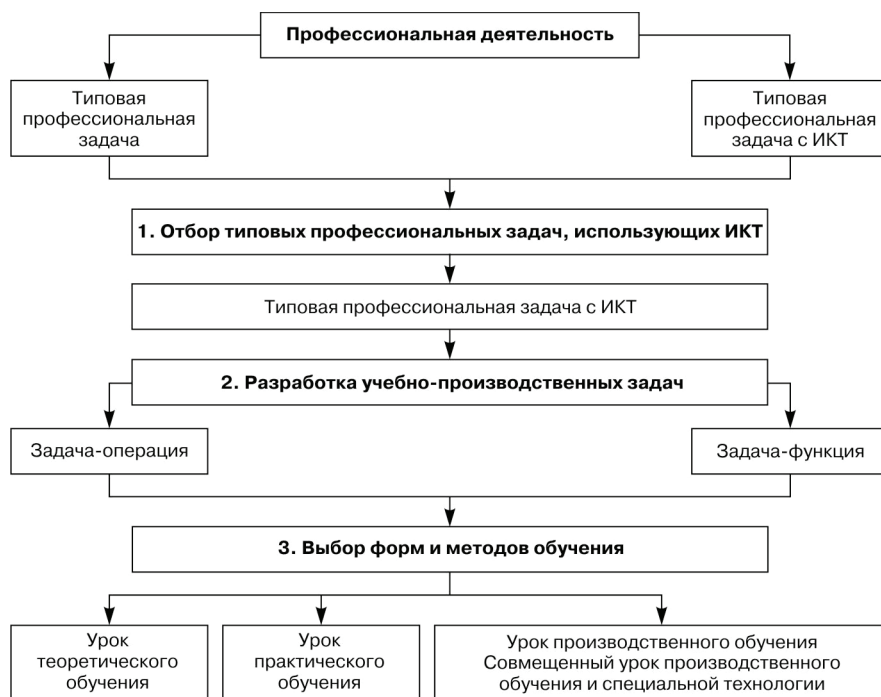 Профессиональная деятельность
Типовая
профессиональная
задача
Типовая
профессиональная
задача с ИКТ
1. Отбор типовых профессиональных задач, использующих ИКТ
Типовая профессиональная задача с ИКТ
2. Разработка учебно-производственных задач
Задача-операция
Задача-функция
3. Выбор форм и методов обучения
Урок
теоретического
обучения
Урок
практического
обучения
Урок производственного обучения
Совмещенный урок производственного
обучения и специальной технологии